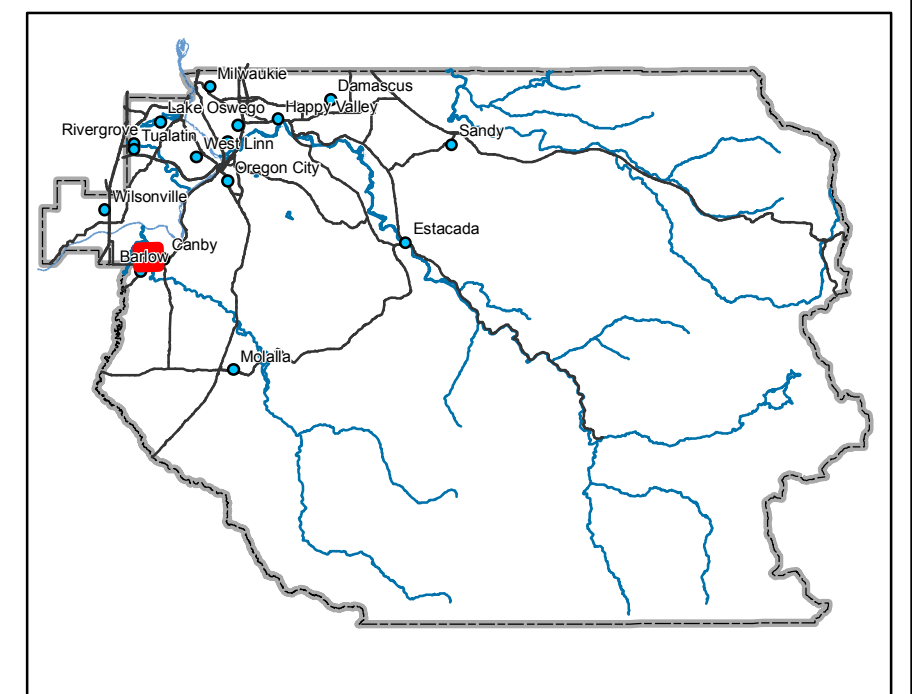 Milwaukie
Damascus
Lake Oswego
Happy Valley
Rivergrove
Tualatin
West Linn
Sandy
Oregon City
Wilsonville
Estacada
Canby
Barlow
Molalla